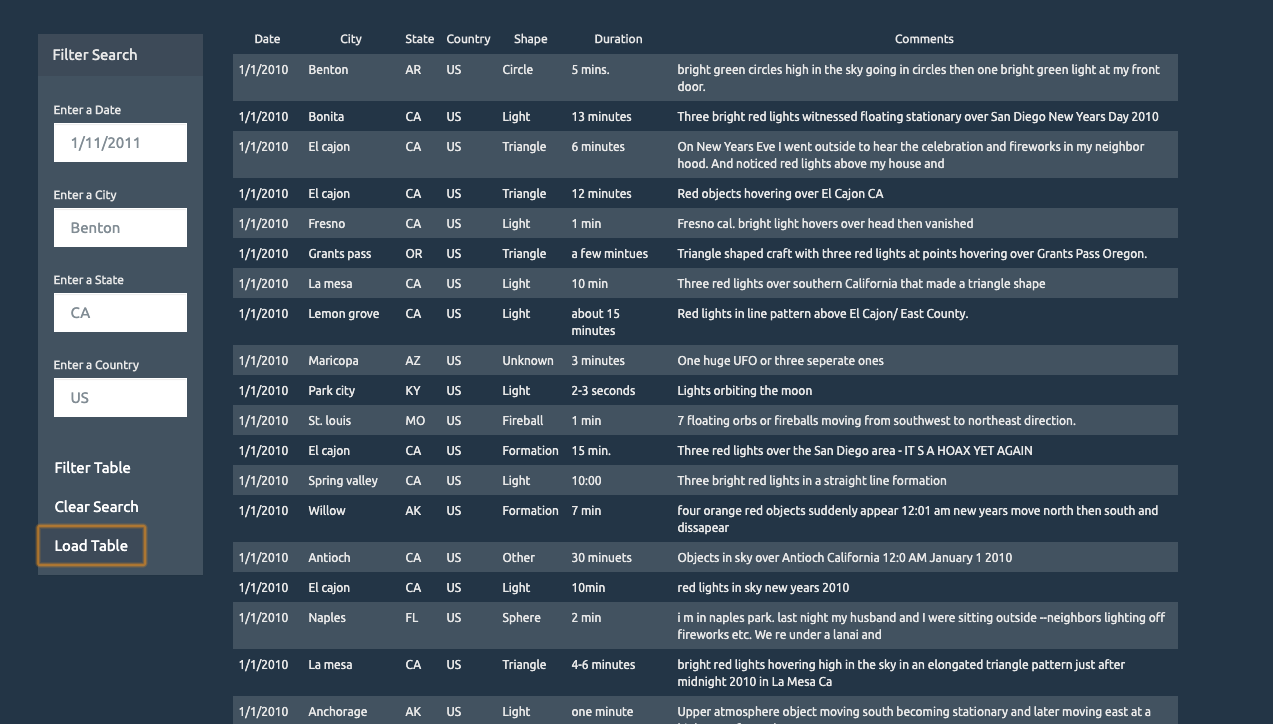 Filter Search
Enter a Date
1/11/2011
Enter a City
Benton
Enter a State
CA
Enter a Country
US
Filter Table
Clear Search
Load Table
Date City State Country Shape Duration Comments
1/1/2010 Benton AR US Circle 5 mins. bright green circles high in the sky going in circles then one bright green light at my front
door.
1/1/2010 Bonita CA US Light 13 minutes Three bright red lights witnessed floating stationary over San Diego New Years Day 2010
1/1/2010 El cajon CA US Triangle 6 minutes On New Years Eve I went outside to hear the celebration and fireworks in my neighbor
hood. And noticed red lights above my house and
1/1/2010 El cajon CA US Triangle 12 minutes Red objects hovering over El Cajon CA
1/1/2010 Fresno CA US Light 1 min Fresno cal. bright light hovers over head then vanished
1/1/2010 Grants pass OR US Triangle a few mintues Triangle shaped craft with three red lights at points hovering over Grants Pass Oregon.
1/1/2010 La mesa CA US Light 10 min Three red lights over southern California that made a triangle shape
1/1/2010 Lemon grove CA US Light about 15 Red lights in line pattern above El Cajon/ East County.
minutes
1/1/2010 Maricopa AZ US Unknown 3 minutes One huge UFO or three seperate ones
1/1/2010 Park city KY US Light 2-3 seconds Lights orbiting the moon
1/1/2010 St. louis MO US Fireball 1 min 7 floating orbs or fireballs moving from southwest to northeast direction.
1/1/2010 El cajon CA US Formation 15 min. Three red lights over the San Diego area - IT S A HOAX YET AGAIN
1/1/2010 Spring valley CA US Light 10:00 Three bright red lights in a straight line formation
1/1/2010 Willow AK US Formation 7 min four orange red objects suddenly appear 12:01 am new years move north then south and
dissapear
1/1/2010 Antioch CA US Other 30 minuets Objects in sky over Antioch California 12:0 AM January 1 2010
1/1/2010 El cajon CA US Light 10min red lights in sky new years 2010
1/1/2010 Naples FL US Sphere 2 min i m in naples park. last night my husband and I were sitting outside --neighbors lighting off
fireworks etc. We re under a lanai and
1/1/2010 La mesa CA US Triangle 4-6 minutes bright red lights hovering high in the sky in an elongated triangle pattern just after
midnight 2010 in La Mesa Ca
1/1/2010 Anchorage AK US Light one minute Upper atmosphere object moving south becoming stationary and later moving east at a